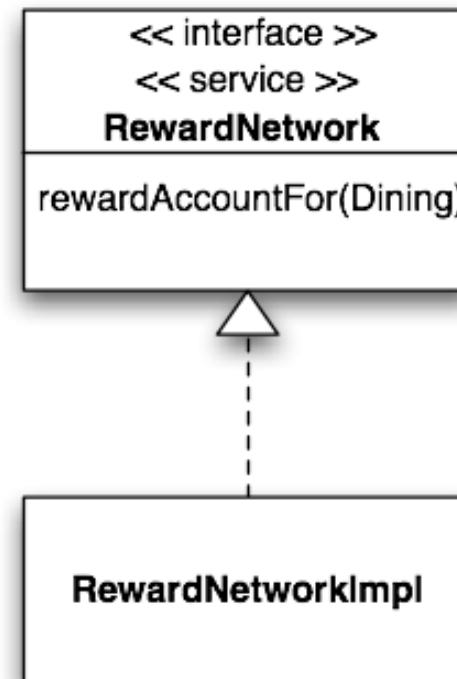 << interface >>
<< service >>
RewardNetwork
rewardAccountFor(Dining)
RewardNetworkImpl